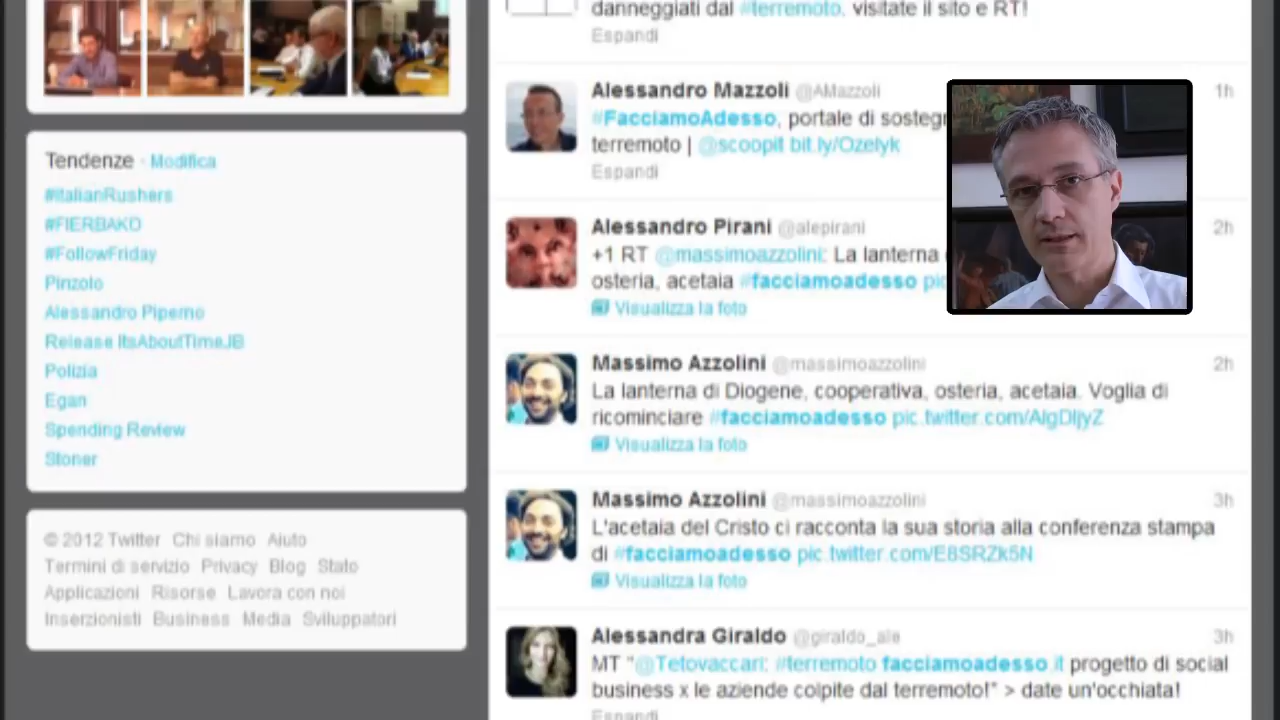 Tendenze · Modifica
#ItalianRushers
#FIERBAKO
#FollowFriday
Pinzolo
Alessandro Piperno
Release ItsAboutTimeJB
Polizia
Egan
Spending Review
Stoner
© 2012 Twitter Chi siamo Aiuto
Termini di servizio Privacy Blog Stato
Applicazioni Risorse Lavora con noi
Inserzionisti Business Media Sviluppatori
danneggiati dal #terremoto, visitate il sito e RT!
Espandi
Alessandro Mazzoli @AMazzoli 1h
#FacciamoAdesso, portale di sosteg
terremoto | @scoopit bit.ly/Ozelyk
Espandi
Alessandro Pirani @alepirani 2h
+1 RT @massimoazzolini: La lanterna
osteria, acetaia #facciamoadesso pic
Visualizza la foto
Massimo Azzolini @massimoazzolini 2h
La lanterna di Diogene, cooperativa, osteria, acetaia. Voglia di
ricominciare #facciamoadesso pic.twitter.com/AlgDljyZ
Visualizza la foto
Massimo Azzolini @massimoazzolini 3h
L'acetaia del Cristo ci racconta la sua storia alla conferenza stampa
di #facciamoadesso pic.twitter.com/E8SRZk5N
Visualizza la foto
Alessandra Giraldo @giraldo_ale 3h
MT "@Tetovaccari: #terremoto facciamoadesso.it progetto di social
business x le aziende colpite dal terremoto!" > date un'occhiata!
Espandi